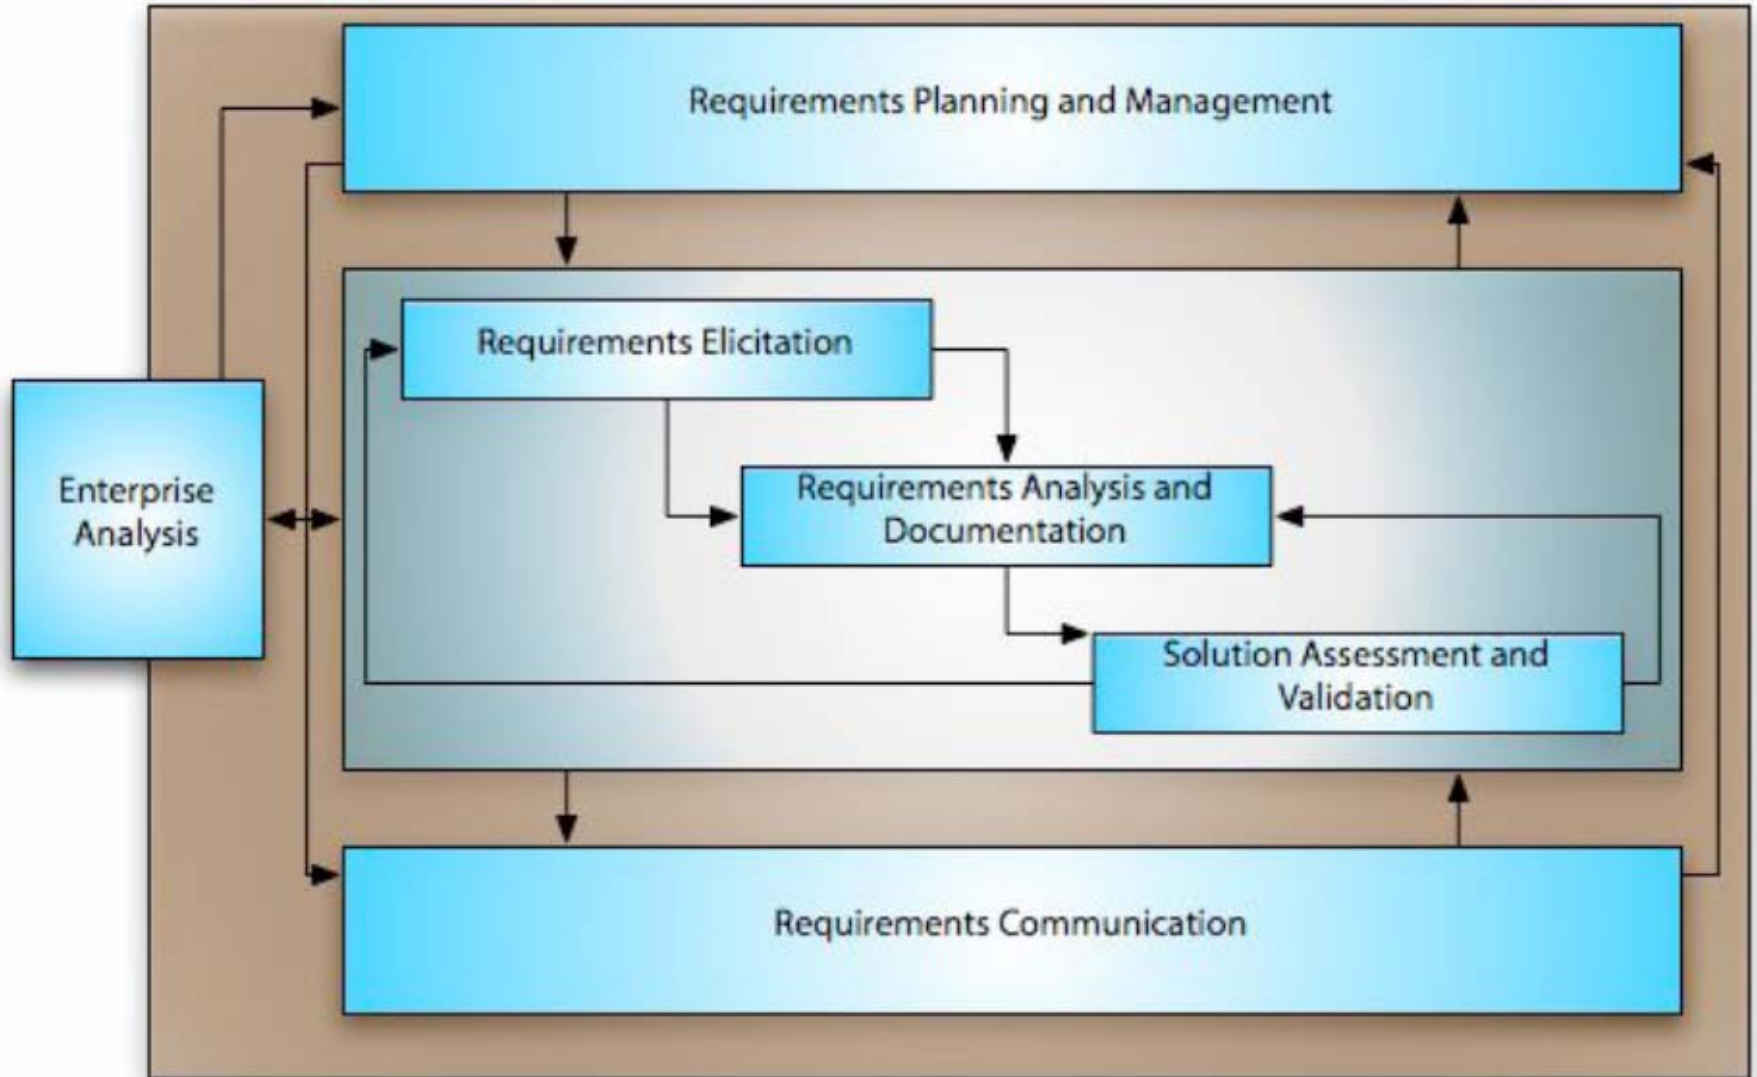 Requirements Planning and Management
Requirements Elicitation
Enterprise
Analysis
Requirements Analysis and
Documentation
Solution Assessment and
Validation
Requirements Communication